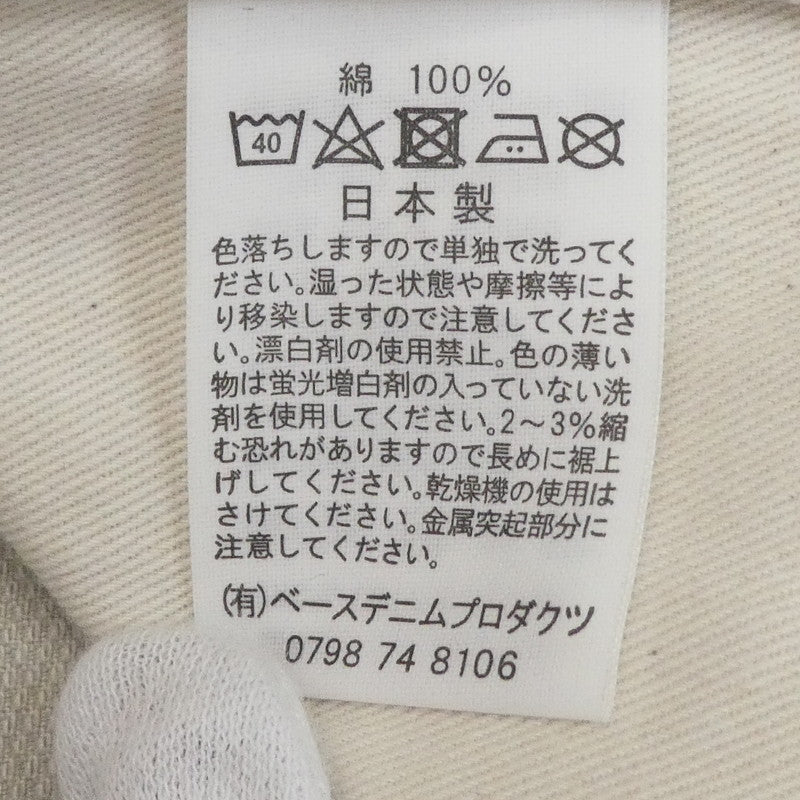 綿 100%
40
日本製
色落ちしますので単独で洗ってく
ださい。湿った状態や摩擦等によ
り移染しますので注意してくださ
い。漂白剤の使用禁止。色の薄い
物は蛍光増白剤の入っていない洗
剤を使用してください。2～3%縮
む恐れがありますので長めに裾上
げしてください。乾燥機の使用は
さけてください。金属突起部分に
注意してください。
(有)ベースデニムプロダクツ
0798 74 8106